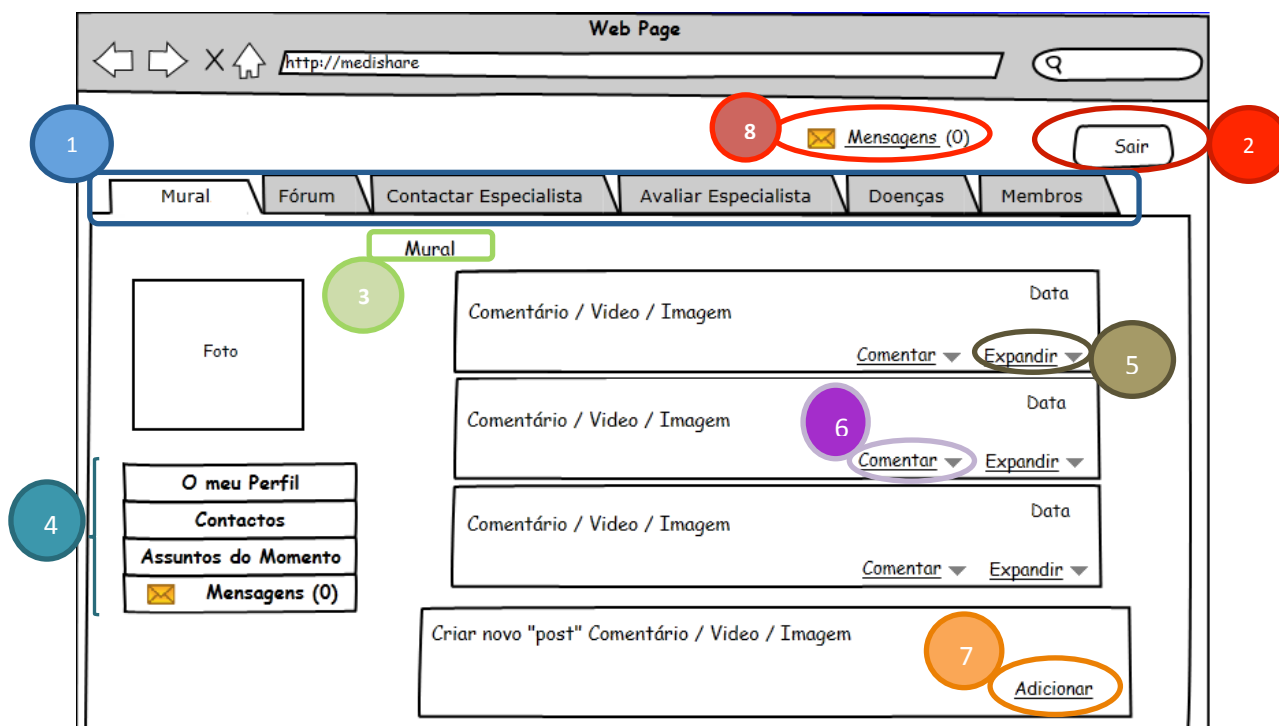 Web Page
http://medishare
1
8
Mensagens (0)
Sair
2
Mural
Fórum
Contactar Especialista
Avaliar Especialista
Doenças
Membros
Mural
3
Foto
Comentário / Video / Imagem
Data
Comentar
Expandir
5
Comentário / Video / Imagem
Data
6
Comentar
Expandir
4
O meu Perfil
Contactos
Assuntos do Momento
Mensagens (0)
Comentário / Video / Imagem
Data
Comentar
Expandir
Criar novo "post" Comentário / Video / Imagem
7
Adicionar